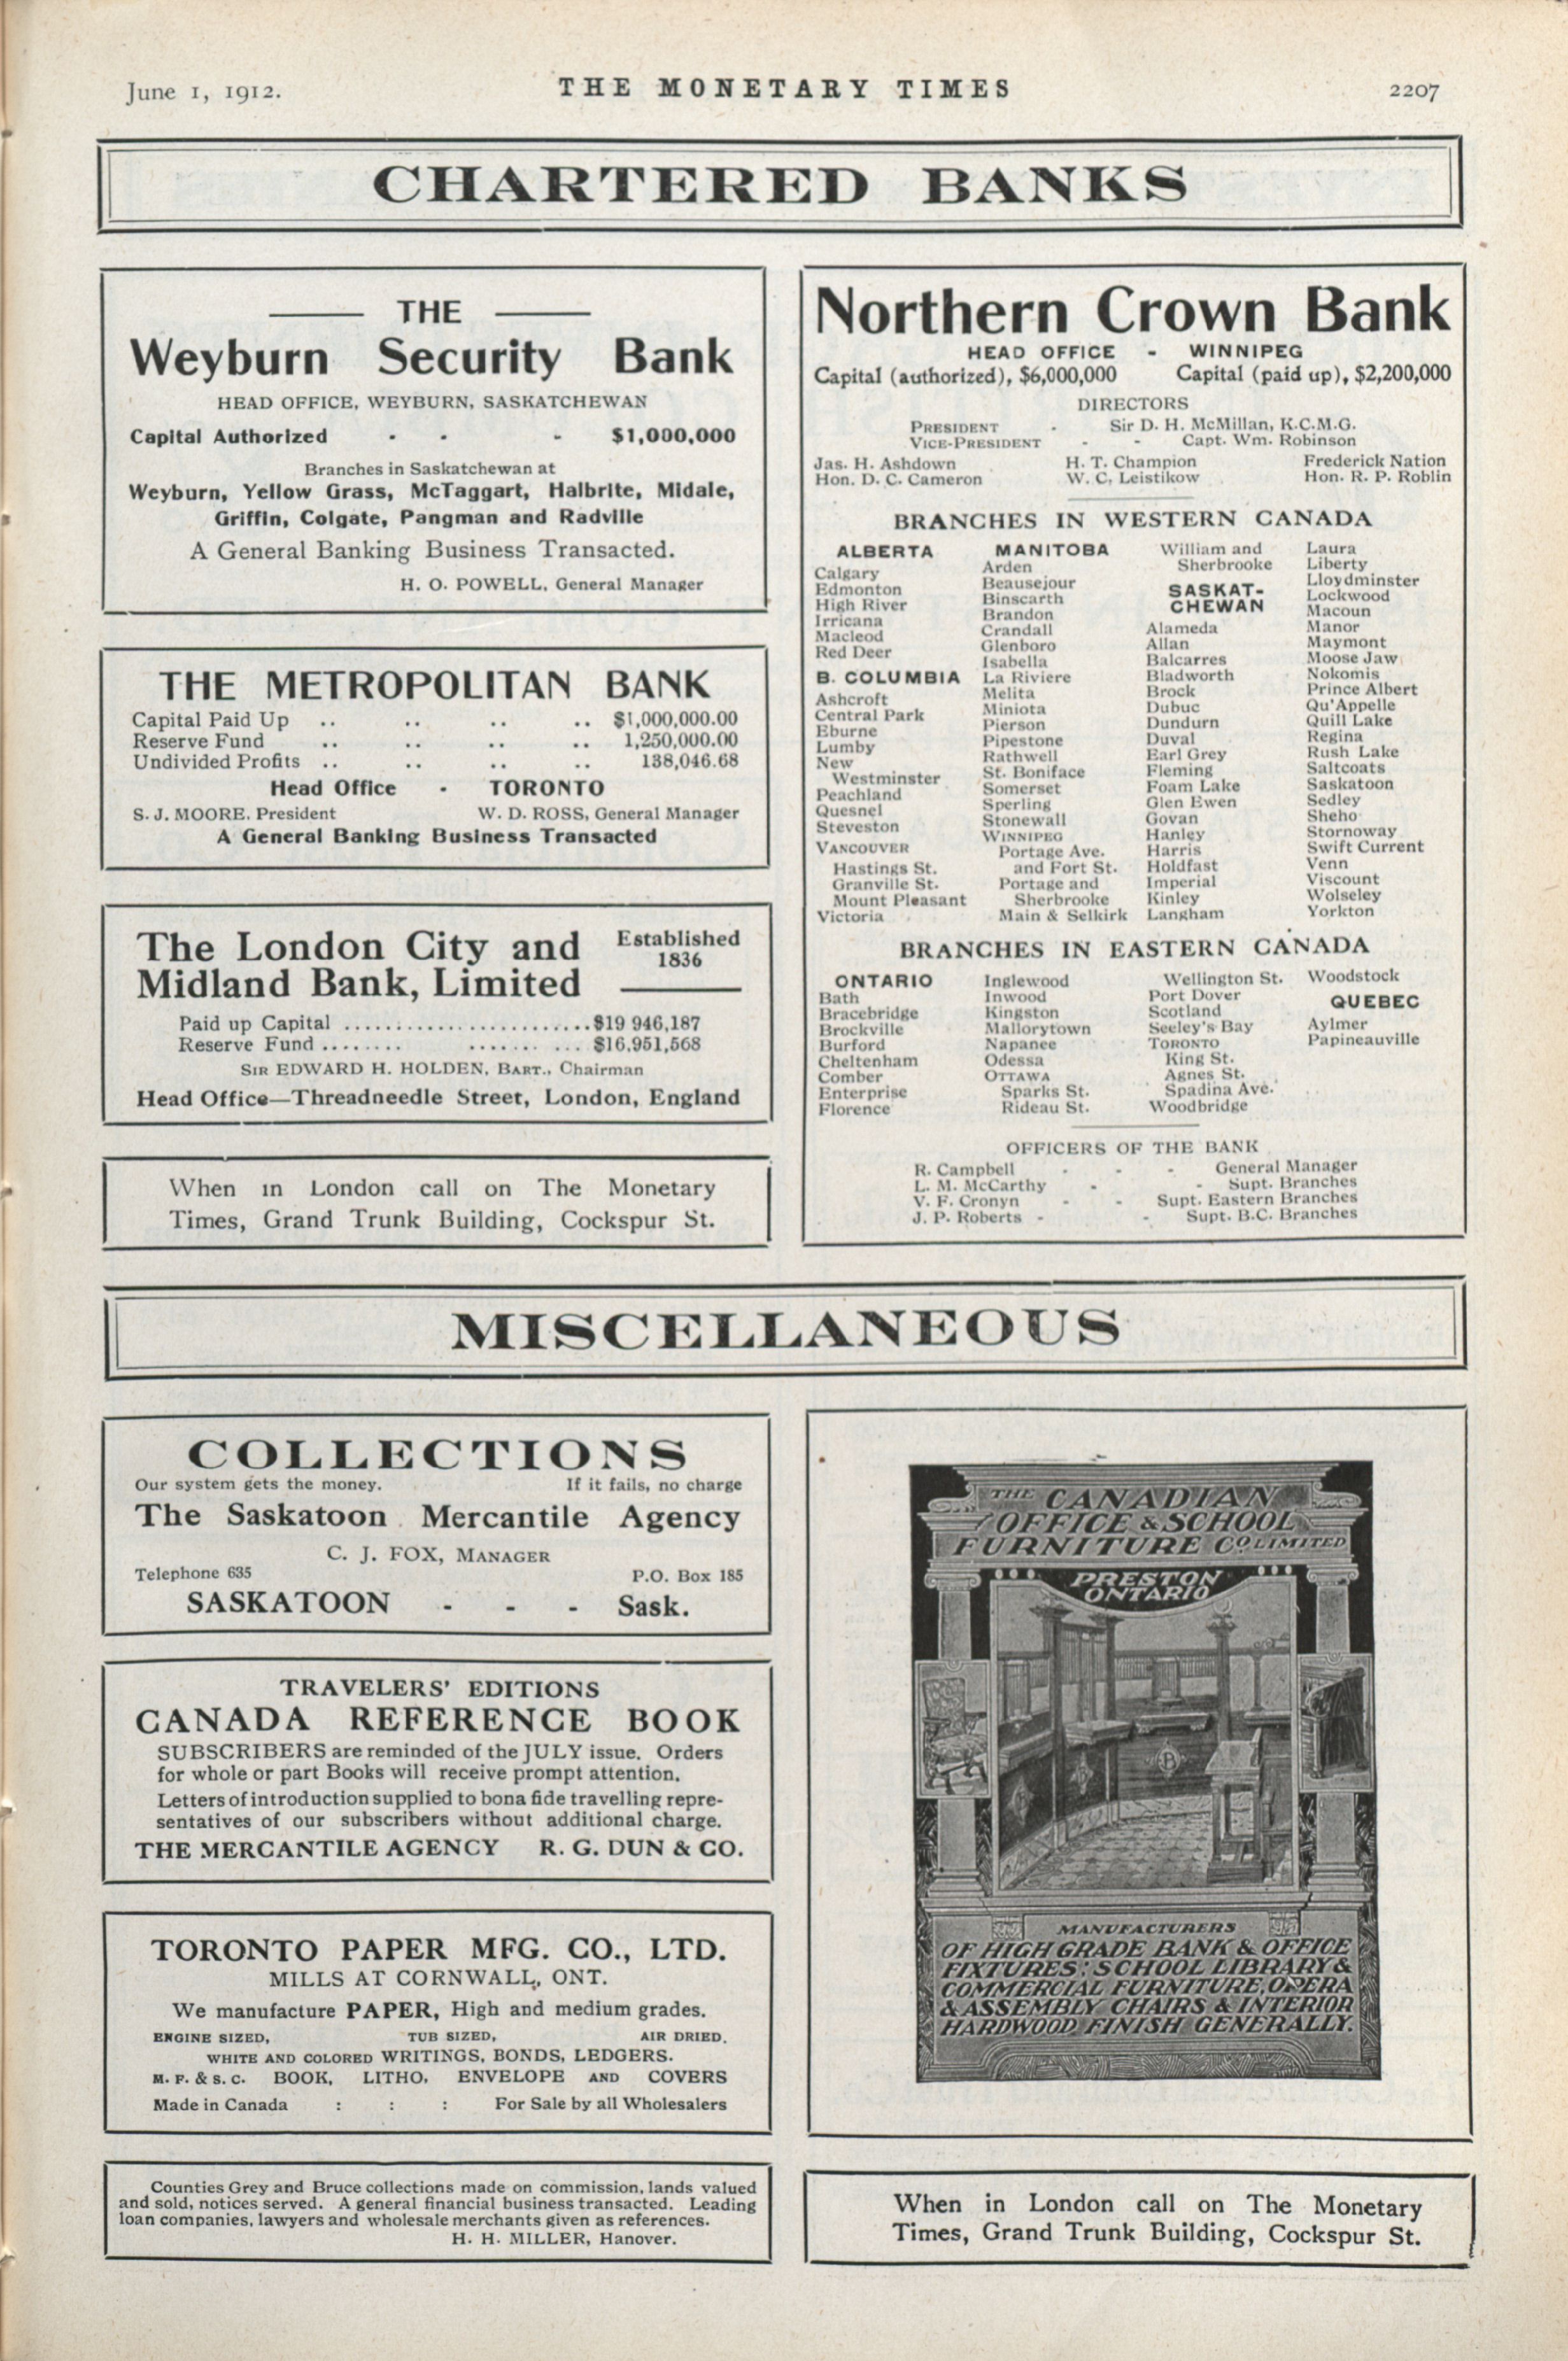 June 1, 1912.
THE MONETARY TIMES
2207
CHARTERED BANKS
THE
Weyburn Security Bank
HEAD OFFICE, WEYBURN, SASKATCHEWAN
Capital Authorized - - - $1,000,000
Branches in Saskatchewan at
Weyburn, Yellow Grass, McTaggart, Halbrite, Midale,
Griffin, Colgate, Pangman and Radville
A General Banking Business Transacted.
H. O. POWELL, General Manager
THE METROPOLITAN BANK
Capital Paid Up .. .. .. .. $1,000,000.00
Reserve Fund .. .. .. .. 1,250,000.00
Undivided Profits .. .. .. .. 138,046.68
Head Office - TORONTO
S. J. MOORE, President W. D. ROSS, General Manager
A General Banking Business Transacted
The London City and
Midland Bank, Limited
Established
1836
Paid up Capital ........................$19 946,187
Reserve Fund ........ ....... ... $16,951,568
SIR EDWARD H. HOLDEN, BART., Chairman
Head Office—Threadneedle Street, London, England
When in London call on The Monetary
Times, Grand Trunk Building, Cockspur St.
Northern Crown Bank
HEAD OFFICE - WINNIPEG
Capital (authorized), $6,000,000 Capital (paid up), $2,200,000
DIRECTORS
PRESIDENT - Sir D. H. McMillan, K.C.M.G.
VICE-PRESIDENT - - Capt. Wm. Robinson
Jas. H. Ashdown H. T. Champion Frederick Nation
Hon. D. C. Cameron W. C. Leistikow Hon. R. P. Roblin
BRANCHES IN WESTERN CANADA
ALBERTA
Calgary
Edmonton
High River
Irricana
Macleod
Red Deer
B. COLUMBIA
Ashcroft
Central Park
Eburne
Lumby
New
Westminster
Peachland
Quesnel
Steveston
VANCOUVER
Hastings St.
Granville St.
Mount Pleasant
Victoria
MANITOBA
Arden
Beausejour
Binscarth
Brandon
Crandall
Glenboro
Isabella
La Riviere
Melita
Miniota
Pierson
Pipestone
Rathwell
St. Boniface
Somerset
Sperling
Stonewall
WINNIPEG
Portage Ave.
and Fort St.
Portage and
Sherbrooke
Main & Selkirk
William and
Sherbrooke
SASKAT-
CHEWAN
Alameda
Allan
Balcarres
Bladworth
Brock
Dubuc
Dundurn
Duval
Earl Grey
Fleming
Foam Lake
Glen Ewen
Govan
Hanley
Harris
Holdfast
Imperial
Kinley
Langham
Laura
Liberty
Lloydminster
Lockwood
Macoun
Manor
Maymont
Moose Jaw
Nokomis
Prince Albert
Qu'Appelle
Quill Lake
Regina
Rush Lake
Saltcoats
Saskatoon
Sedley
Sheho
Stornoway
Swift Current
Venn
Viscount
Wolseley
Yorkton
BRANCHES IN EASTERN CANADA
ONTARIO
Bath
Bracebridge
Brockville
Burford
Cheltenham
Comber
Enterprise
Florence
Inglewood
Inwood
Kingston
Mallorytown
Napanee
Odessa
OTTAWA
Sparks St.
Rideau St.
Wellington St.
Port Dover
Scotland
Seeley's Bay
TORONTO
King St.
Agnes St.
Spadina Ave.
Woodbridge
Woodstock
QUEBEC
Aylmer
Papineauville
OFFICERS OF THE BANK
R. Campbell - - - General Manager
L. M. McCarthy - - Supt. Branches
V. F. Cronyn - - Supt. Eastern Branches
J. P. Roberts - - Supt. B.C. Branches
MISCELLANEOUS
COLLECTIONS
Our system gets the money. If it fails, no charge
The Saskatoon Mercantile Agency
C. J. FOX, MANAGER
Telephone 635 P.O. Box 185
SASKATOON - - - Sask.
TRAVELERS' EDITIONS
CANADA REFERENCE BOOK
SUBSCRIBERS are reminded of the JULY issue. Orders
for whole or part Books will receive prompt attention.
Letters of introduction supplied to bona fide travelling repre-
sentatives of our subscribers without additional charge.
THE MERCANTILE AGENCY R. G. DUN & CO.
TORONTO PAPER MFG. CO., LTD.
MILLS AT CORNWALL, ONT.
We manufacture PAPER, High and medium grades.
ENGINE SIZED, TUB SIZED, AIR DRIED.
WHITE AND COLORED WRITINGS, BONDS, LEDGERS.
M. F. & S. C. BOOK, LITHO, ENVELOPE AND COVERS
Made in Canada : : : For Sale by all Wholesalers
Counties Grey and Bruce collections made on commission, lands valued
and sold, notices served. A general financial business transacted. Leading
loan companies, lawyers and wholesale merchants given as references.
H. H. MILLER, Hanover.
THE CANADIAN
OFFICE & SCHOOL
FURNITURE CO. LIMITED
PRESTON
ONTARIO
B
MANUFACTURERS
OF HIGH GRADE BANK & OFFICE
FIXTURES: SCHOOL LIBRARY &
COMMERCIAL FURNITURE, OPERA
& ASSEMBLY CHAIRS & INTERIOR
HARDWOOD FINISH GENERALLY.
When in London call on The Monetary
Times, Grand Trunk Building, Cockspur St.